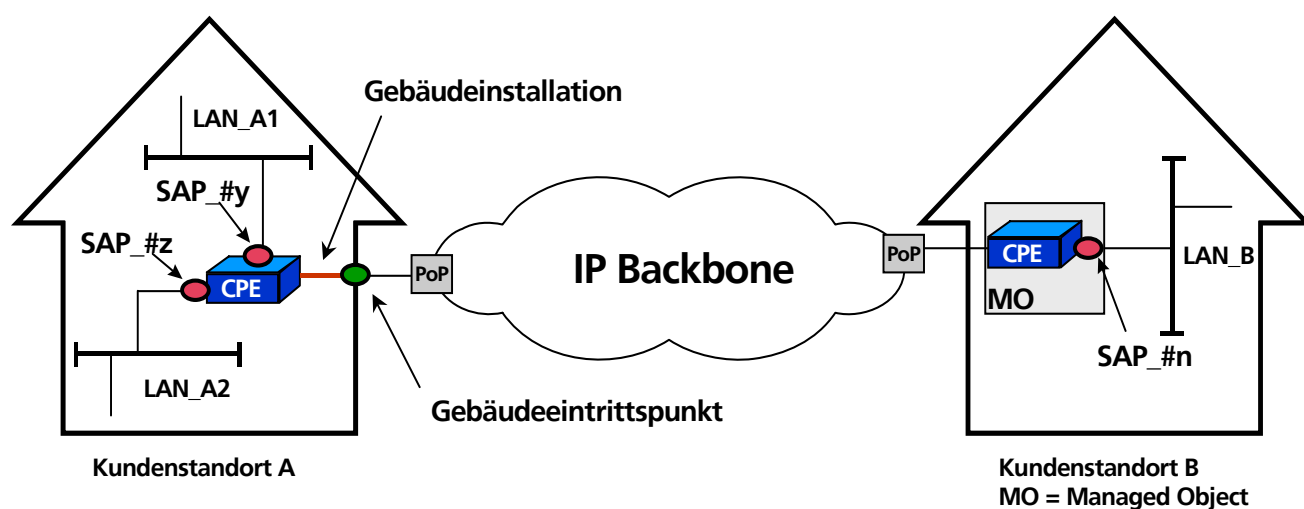 Gebäudeinstallation
LAN_A1
SAP_#y
SAP_#z
CPE
LAN_A2
PoP
IP Backbone
Gebäudeeintrittspunkt
PoP
CPE
MO
LAN_B
SAP_#n
Kundenstandort A
Kundenstandort B
MO = Managed Object